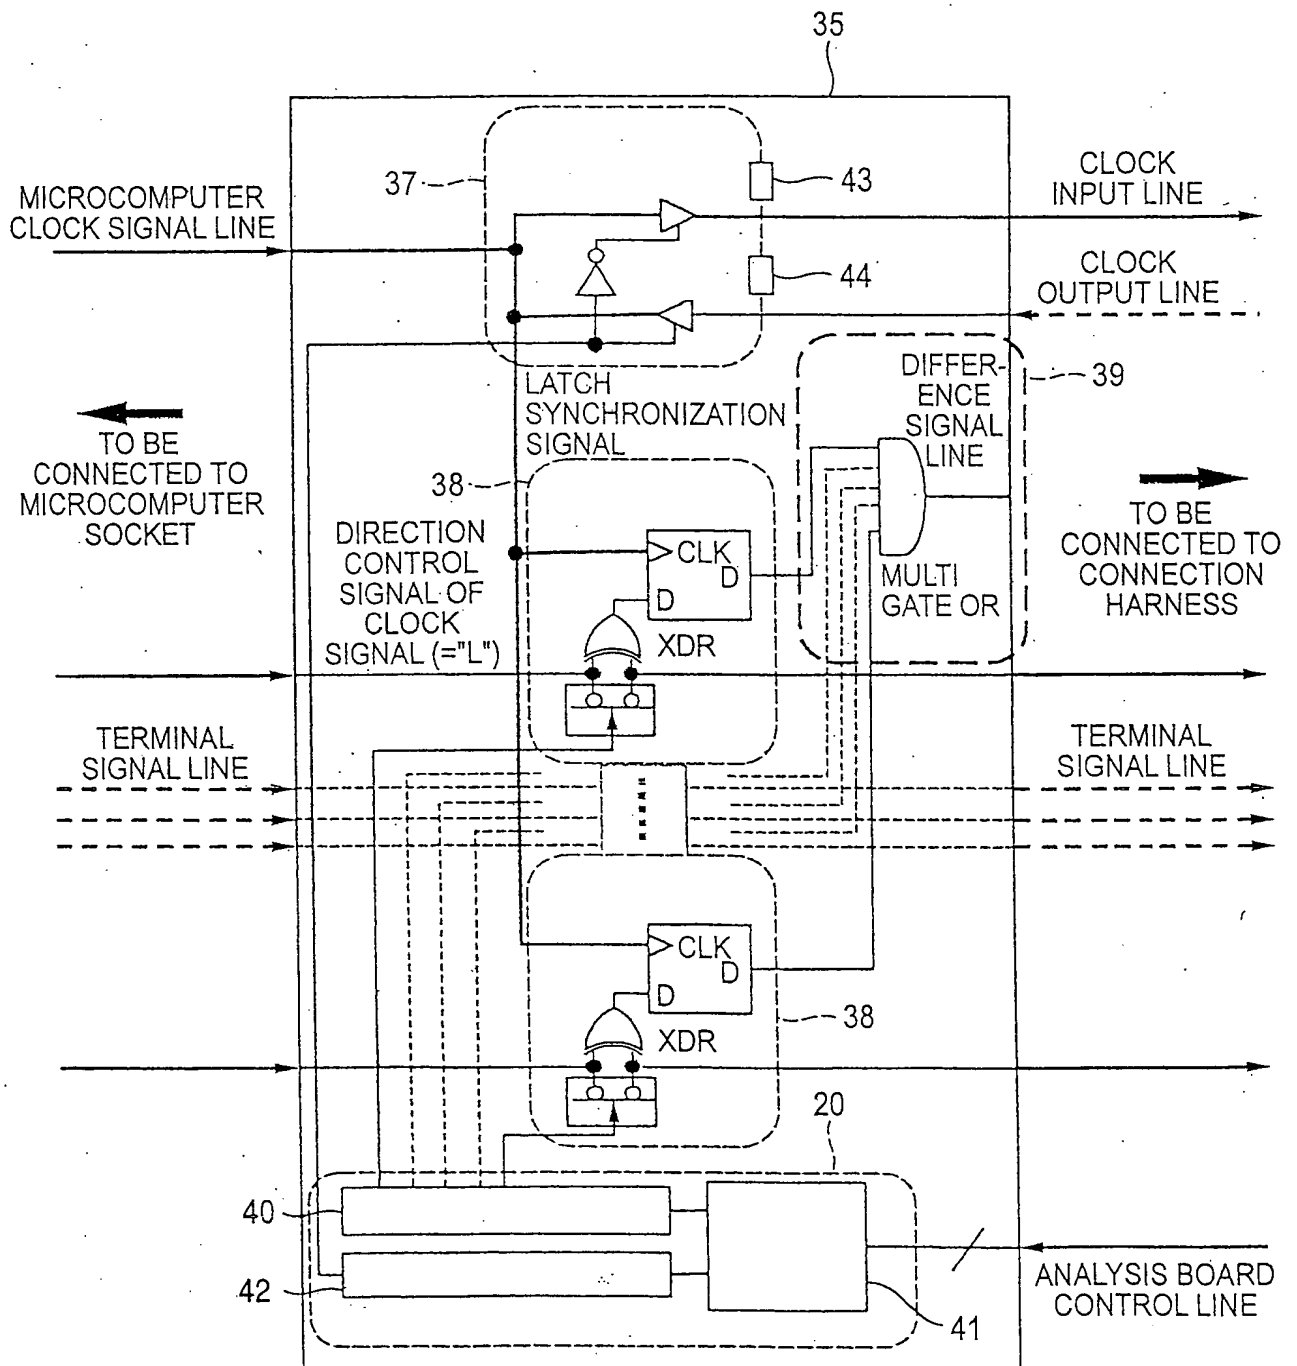 35
37
43
CLOCK
INPUT LINE
MICROCOMPUTER
CLOCK SIGNAL LINE
44
CLOCK
OUTPUT LINE
39
DIFFER-
ENCE
SIGNAL
LINE
LATCH
SYNCHRONIZATION
SIGNAL
TO BE
CONNECTED TO
MICROCOMPUTER
SOCKET
38
DIRECTION
CONTROL
SIGNAL OF
CLOCK
SIGNAL (="L")
CLK
D
D
XDR
MULTI
GATE OR
TO BE
CONNECTED TO
CONNECTION
HARNESS
TERMINAL
SIGNAL LINE
TERMINAL
SIGNAL LINE
CLK
D
D
XDR
38
20
40
42
41
ANALYSIS BOARD
CONTROL LINE